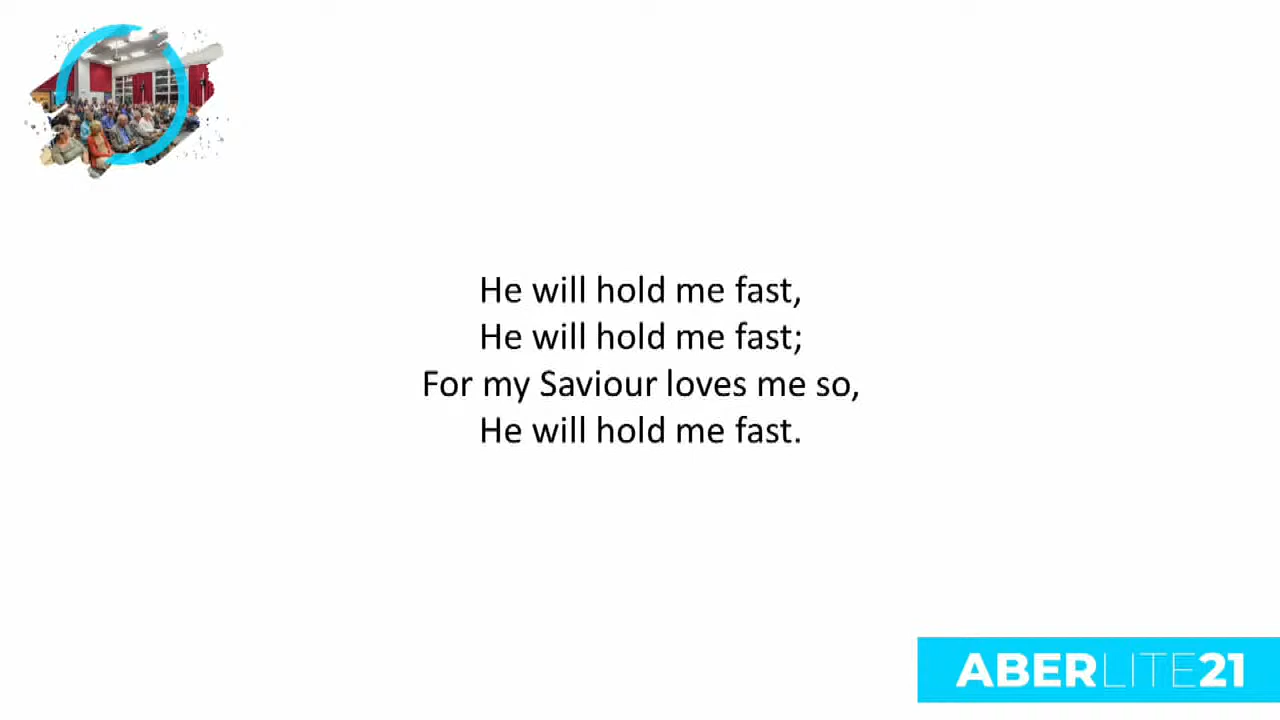 He will hold me fast,
He will hold me fast;
For my Saviour loves me so,
He will hold me fast.
ABERLITE21